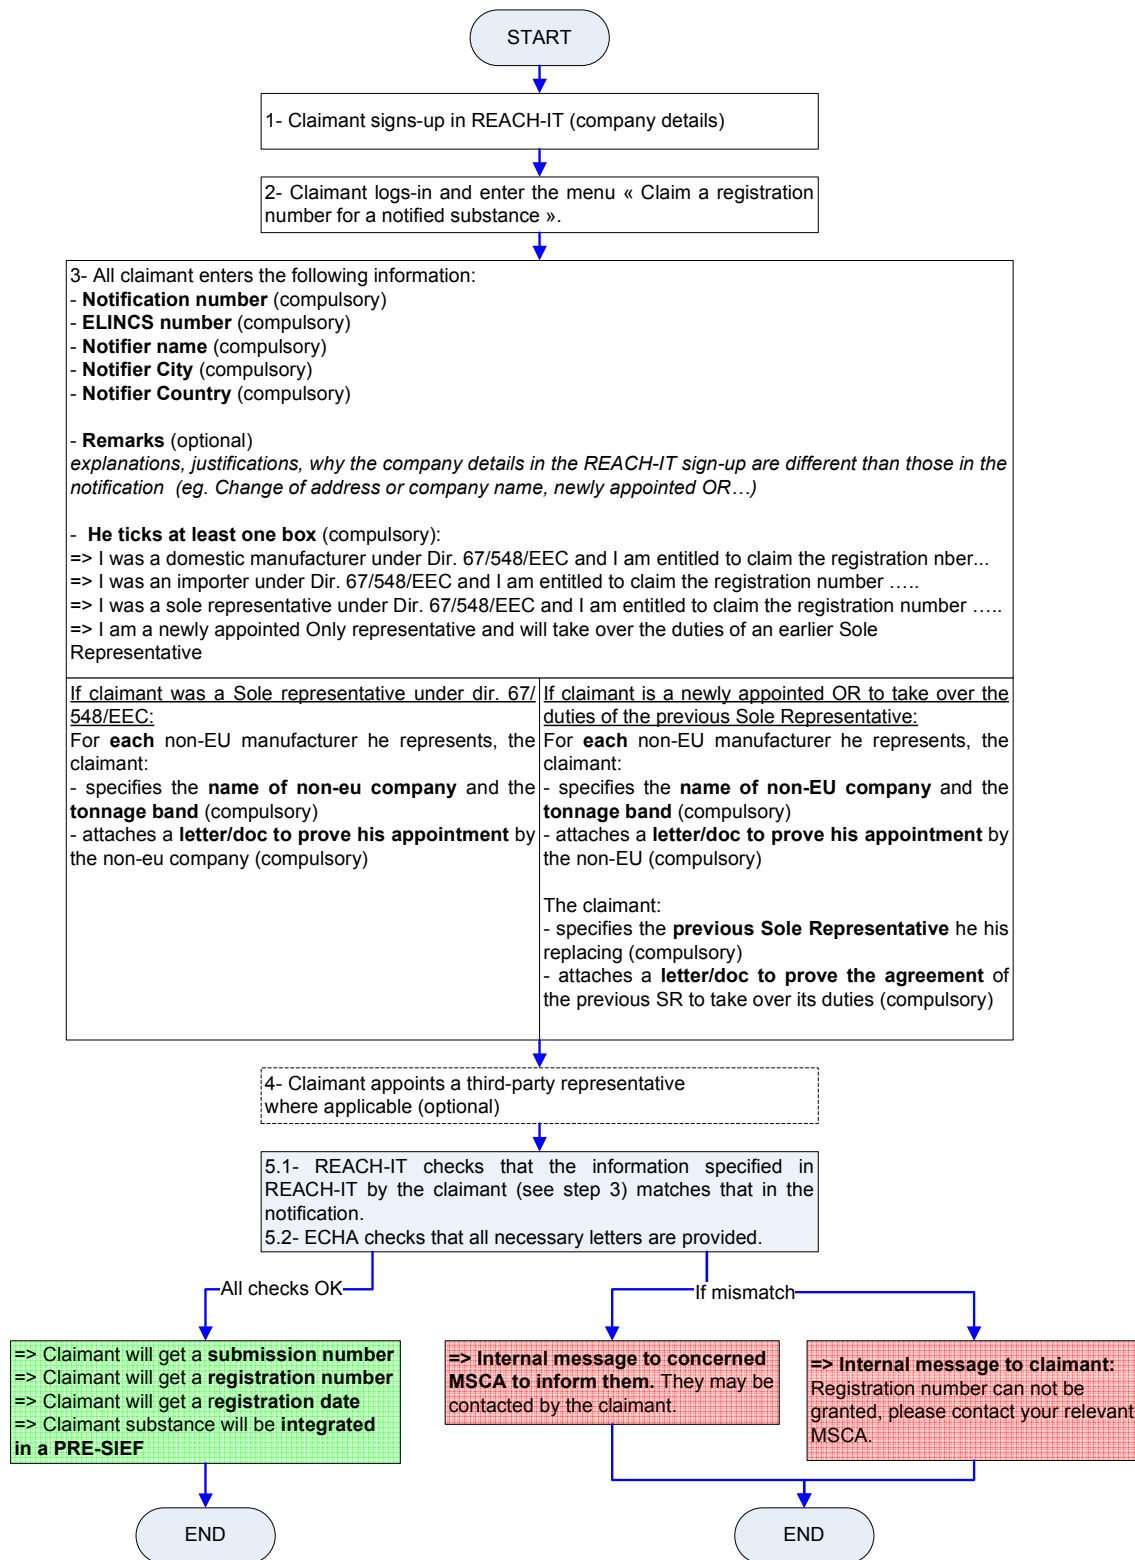 START
1- Claimant signs-up in REACH-IT (company details)
2- Claimant logs-in and enter the menu « Claim a registration
number for a notified substance ».
3- All claimant enters the following information:
- Notification number (compulsory)
- ELINCS number (compulsory)
- Notifier name (compulsory)
- Notifier City (compulsory)
- Notifier Country (compulsory)
- Remarks (optional)
explanations, justifications, why the company details in the REACH-IT sign-up are different than those in the
notification (eg. Change of address or company name, newly appointed OR…)
- He ticks at least one box (compulsory):
=> I was a domestic manufacturer under Dir. 67/548/EEC and I am entitled to claim the registration nber...
=> I was an importer under Dir. 67/548/EEC and I am entitled to claim the registration number …..
=> I was a sole representative under Dir. 67/548/EEC and I am entitled to claim the registration number …..
=> I am a newly appointed Only representative and will take over the duties of an earlier Sole
Representative
If claimant was a Sole representative under dir. 67/
548/EEC:
For each non-EU manufacturer he represents, the
claimant:
- specifies the name of non-eu company and the
tonnage band (compulsory)
- attaches a letter/doc to prove his appointment by
the non-eu company (compulsory)
If claimant is a newly appointed OR to take over the
duties of the previous Sole Representative:
For each non-EU manufacturer he represents, the
claimant:
- specifies the name of non-EU company and the
tonnage band (compulsory)
- attaches a letter/doc to prove his appointment by
the non-EU (compulsory)
The claimant:
- specifies the previous Sole Representative he his
replacing (compulsory)
- attaches a letter/doc to prove the agreement of
the previous SR to take over its duties (compulsory)
4- Claimant appoints a third-party representative
where applicable (optional)
5.1- REACH-IT checks that the information specified in
REACH-IT by the claimant (see step 3) matches that in the
notification.
5.2- ECHA checks that all necessary letters are provided.
All checks OK
If mismatch
=> Claimant will get a submission number
=> Claimant will get a registration number
=> Claimant will get a registration date
=> Claimant substance will be integrated
in a PRE-SIEF
=> Internal message to concerned
MSCA to inform them. They may be
contacted by the claimant.
=> Internal message to claimant:
Registration number can not be
granted, please contact your relevant
MSCA.
END
END